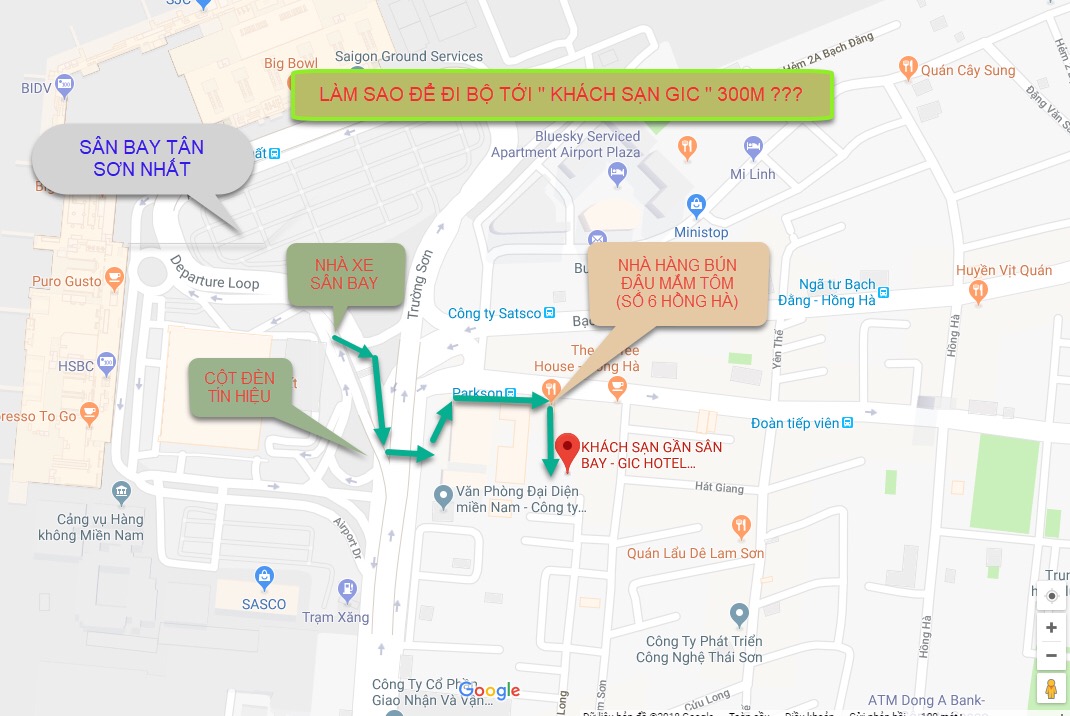 SJC
Saigon Ground Services
Big Bowl
Hẻm 2A Bạch Đằng
BIDV
Quán Cây Sung
LÀM SAO ĐỂ ĐI BỘ TỚI " KHÁCH SẠN GIC " 300M ???
Đặng Văn
Bluesky Serviced
Apartment Airport Plaza
SÂN BAY TÂN
SƠN NHẤT
Mi Linh
Ministop
Departure Loop
Trường Sơn
NHÀ XE
SÂN BAY
NHÀ HÀNG BÚN
ĐẬU MẮM TÔM
(SỐ 6 HỒNG HÀ)
Huyền Vịt Quán
Puro Gusto
Ngã tư Bạch
Đằng - Hồng Hà
Công ty Satsco
Hồng Hà
Yên Thế
HSBC
House - Hồng Hà
CỘT ĐÈN
TÍN HIỆU
Parkson
presso To Go
Đoàn tiếp viên
KHÁCH SẠN GẦN SÂN
BAY - GIC HOTEL...
Hát Giang
Văn Phòng Đại Diện
miền Nam - Công ty...
Cảng vụ Hàng
không Miền Nam
Airport Dr
Quán Lẩu Dê Lam Sơn
SASCO
Trạm Xăng
Công Ty Phát Triển
Công Nghệ Thái Sơn
Hồng Hà
Công Ty Cổ Phần
Giao Nhận Và Vận...
Google
Cửu Long
ATM Dong A Bank-